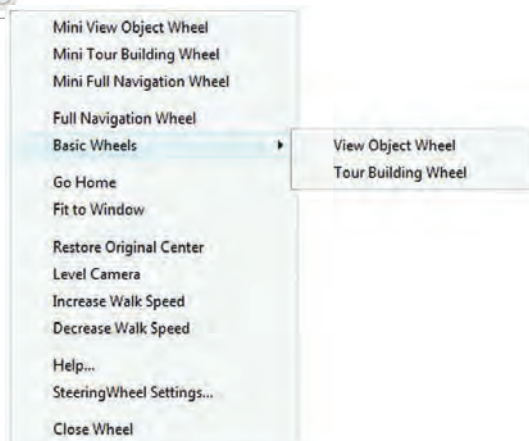 Mini View Object Wheel
Mini Tour Building Wheel
Mini Full Navigation Wheel
Full Navigation Wheel
Basic Wheels
View Object Wheel
Tour Building Wheel
Go Home
Fit to Window
Restore Original Center
Level Camera
Increase Walk Speed
Decrease Walk Speed
Help...
SteeringWheel Settings...
Close Wheel